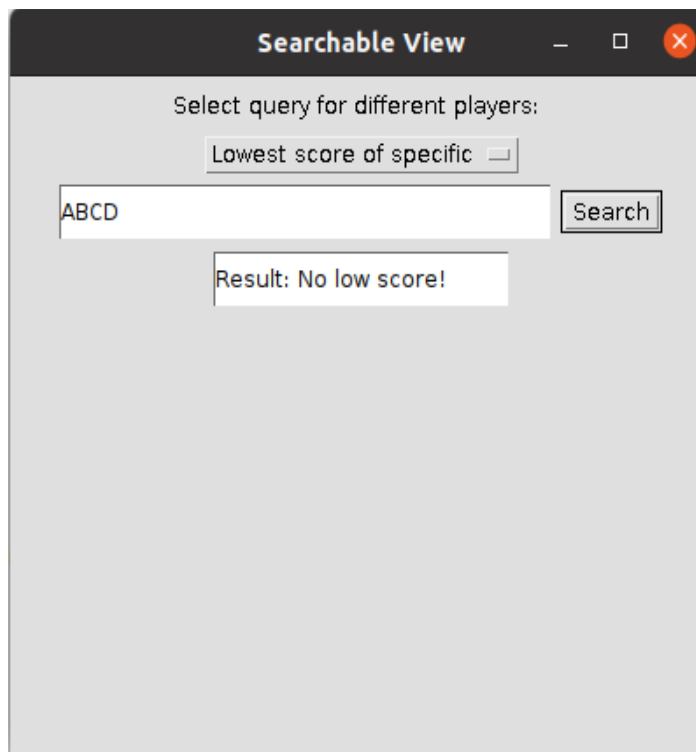 Searchable View
Select query for different players:
Lowest score of specific
ABCD Search
Result: No low score!